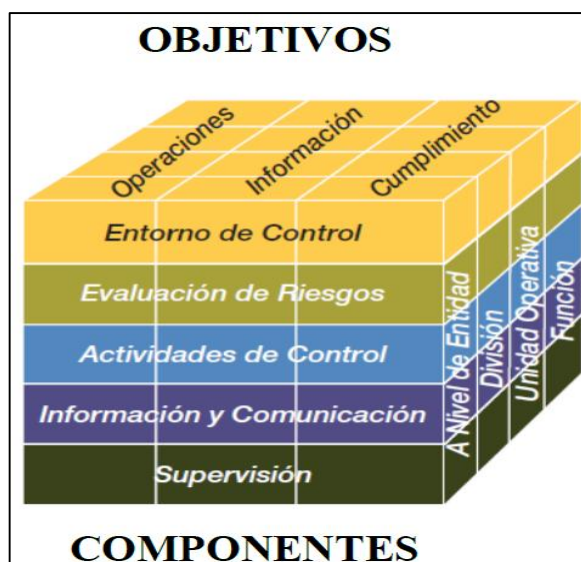 OBJETIVOS
Operaciones
Información
Cumplimiento
Entorno de Control
Evaluación de Riesgos
Actividades de Control
Información y Comunicación
Supervisión
A Nivel de Entidad
División
Unidad Operativa
Función
COMPONENTES